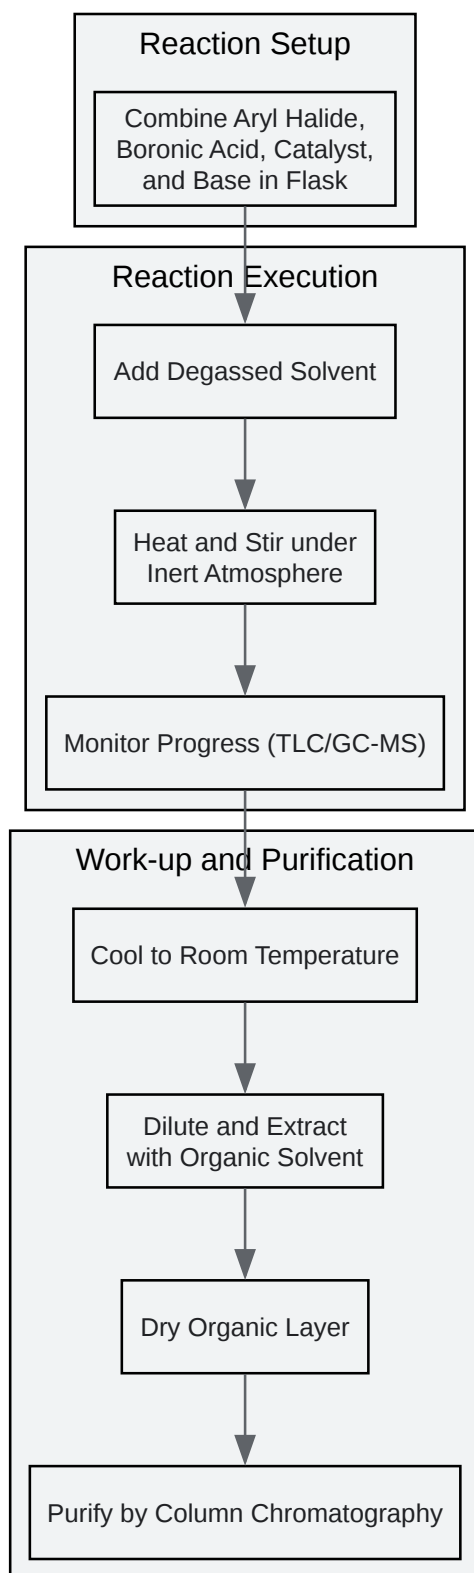 Reaction Setup
Combine Aryl Halide,
Boronic Acid, Catalyst,
and Base in Flask
Reaction Execution
Add Degassed Solvent
Heat and Stir under
Inert Atmosphere
Monitor Progress (TLC/GC-MS)
Work-up and Purification
Cool to Room Temperature
Dilute and Extract
with Organic Solvent
Dry Organic Layer
Purify by Column Chromatography